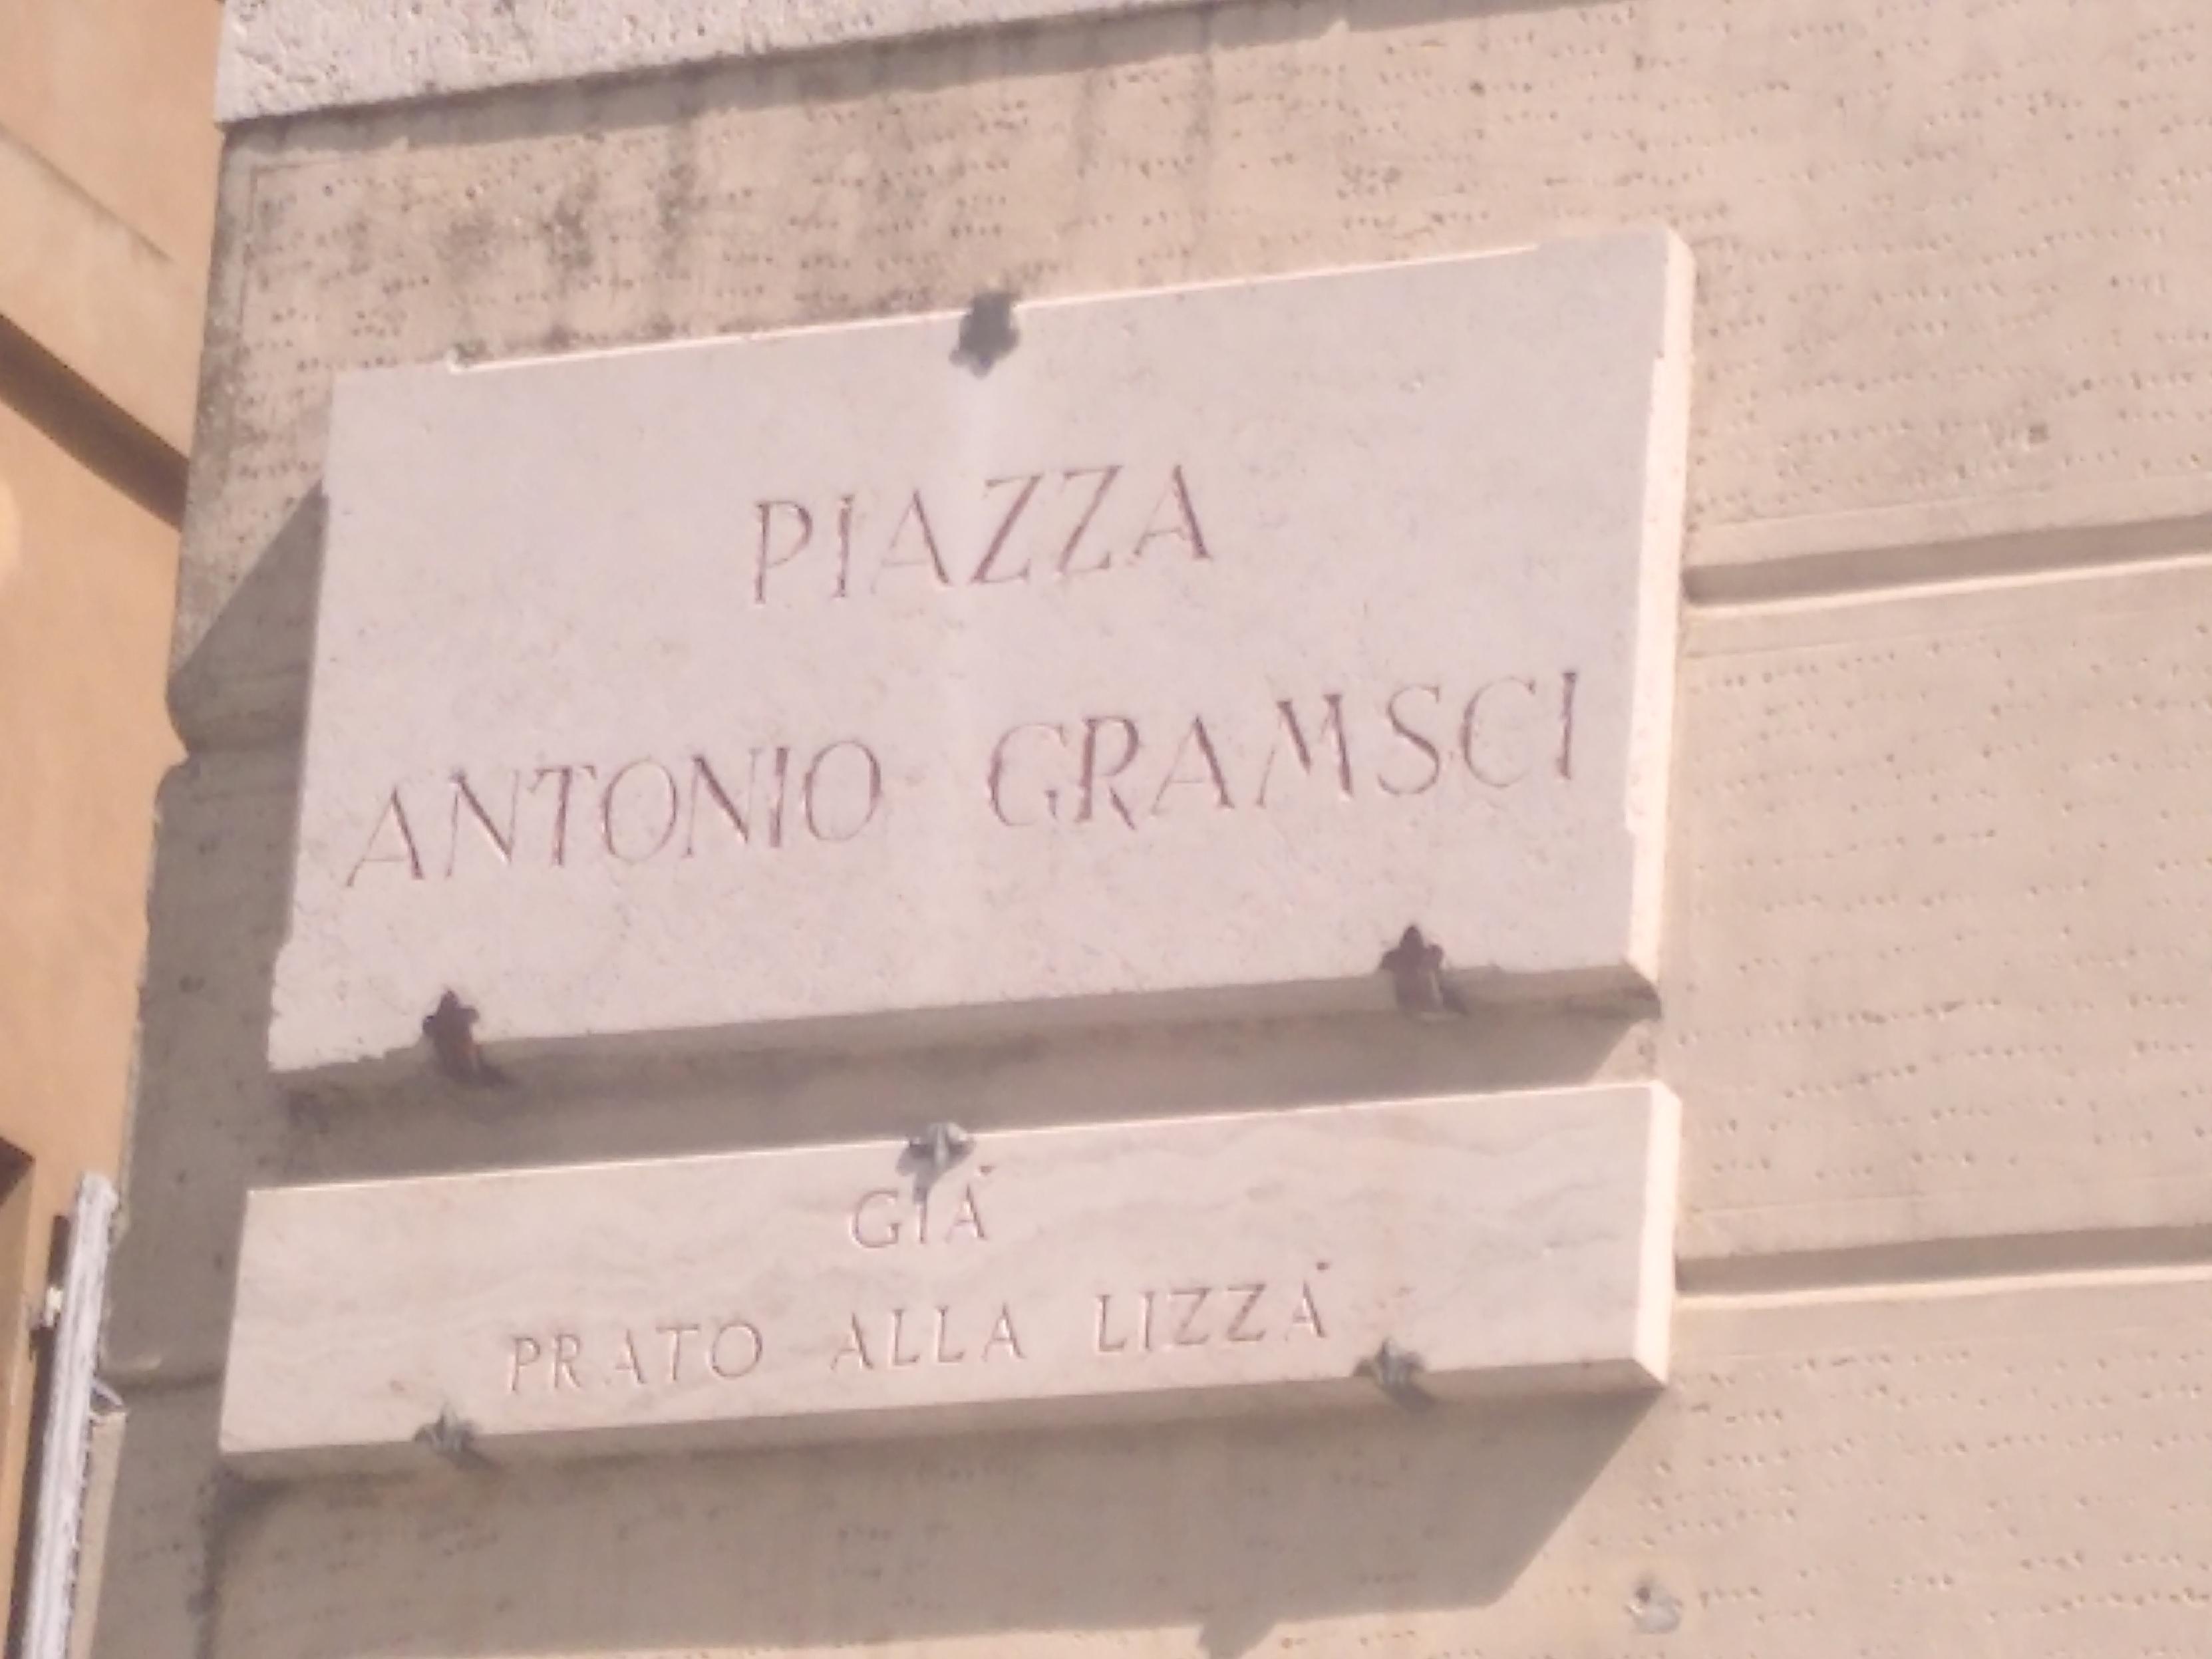 PIAZZA
ANTONIO GRAMSCI
GIÀ
PRATO ALLA LIZZA